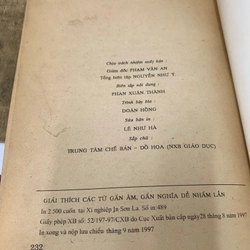 Chịu trách nhiệm xuất bản :
Giám đốc PHẠM VĂN AN
Tổng biên tập NGUYỄN NHƯ Ý
Biên tập nội dung :
PHAN XUÂN THÀNH
Trình bày bìa :
ĐOÀN HỒNG
Sửa bản in :
LÊ NHƯ HÀ
Sắp chữ :
TRUNG TÂM CHẾ BẢN - ĐỒ HỌA (NXB GIÁO DỤC)
GIẢI THÍCH CÁC TỪ GẦN ÂM, GẦN NGHĨA DỄ NHẦM LẪN
In 2.500 cuốn tại Xí nghiệp In Sơn La. Số in:489
Giấy phép XB số: 52/197-97/CXB do Cục Xuất bản cấp ngày28 tháng 8 năm 1997
In xong và nộp lưu chiểu tháng 9 năm 1997
232